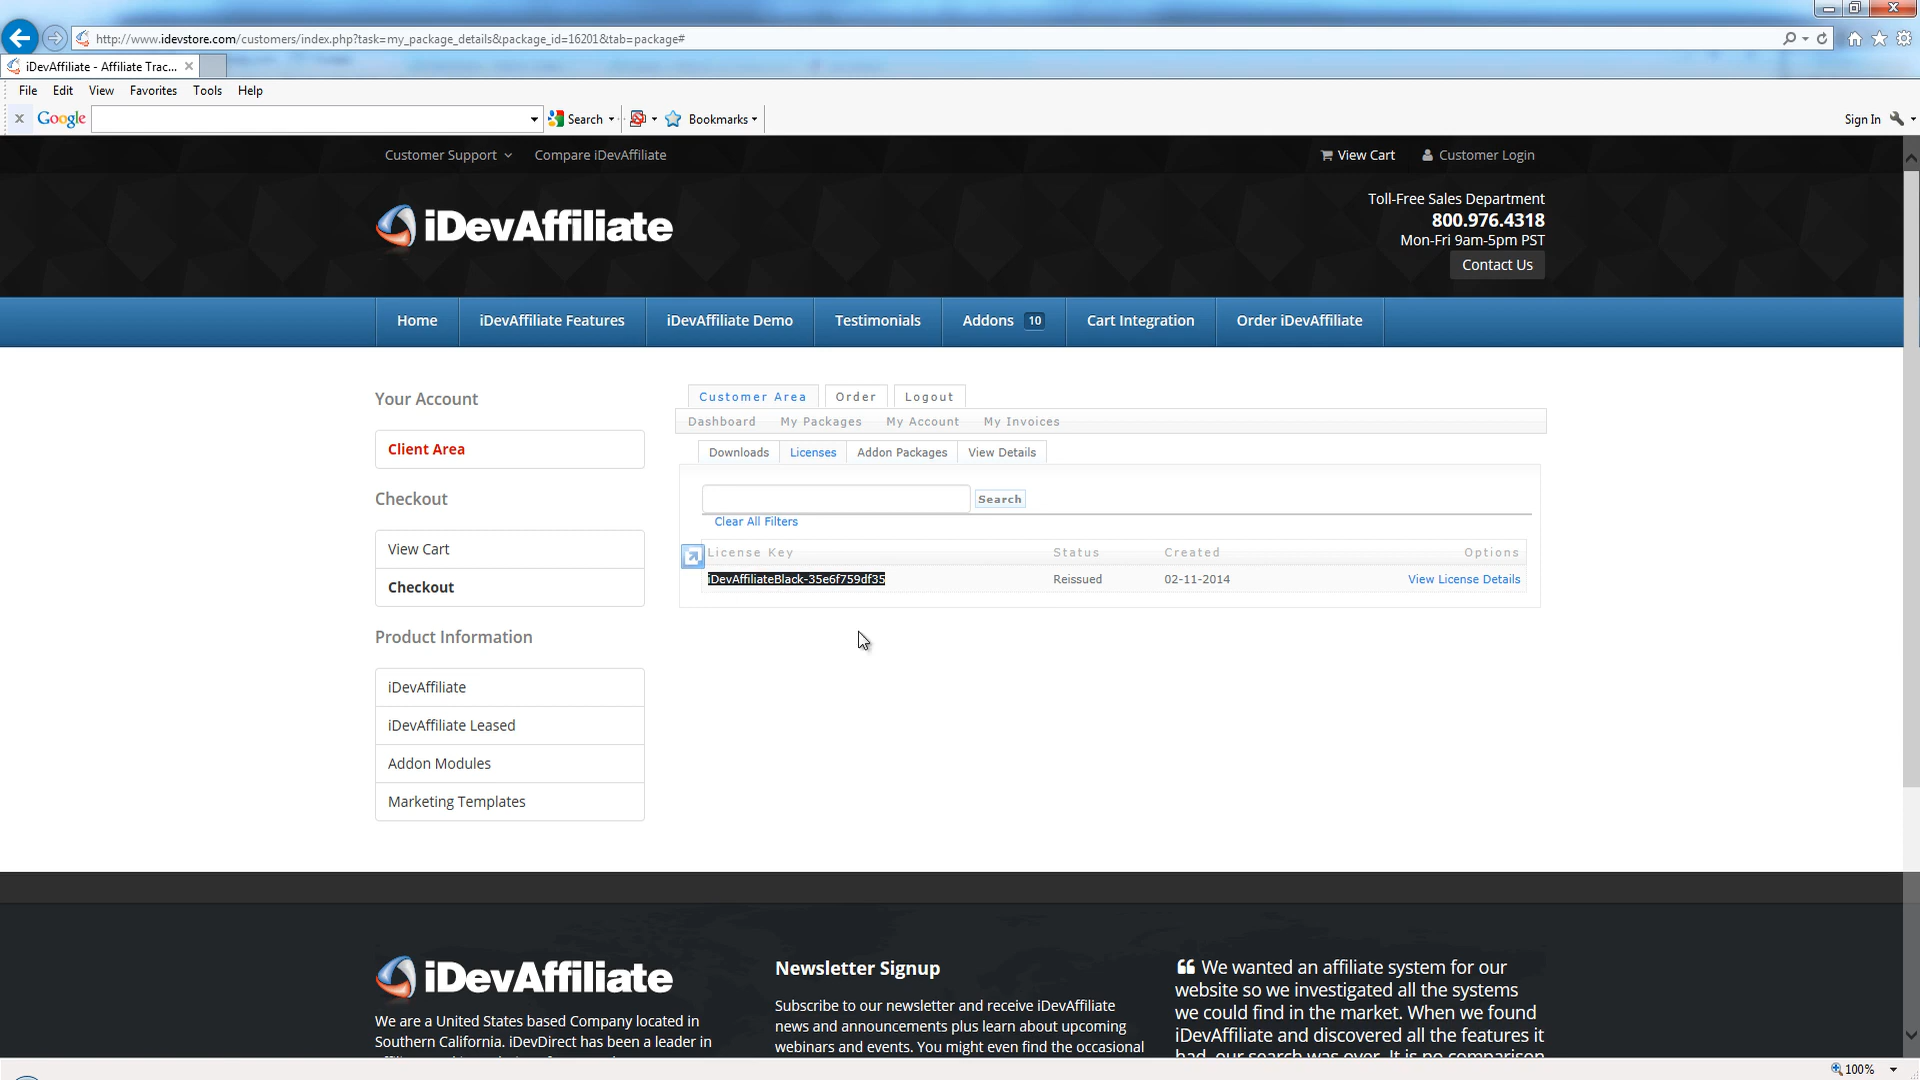 http://www.idevstore.com/customers/index.php?task=my_package_details&package_id=16201&tab=package#
iDevAffiliate - Affiliate Trac...
File Edit View Favorites Tools Help
Google Search Bookmarks Sign In
Customer Support Compare iDevAffiliate View Cart Customer Login
iDevAffiliate
Toll-Free Sales Department
800.976.4318
Mon-Fri 9am-5pm PST
Contact Us
Home iDevAffiliate Features iDevAffiliate Demo Testimonials Addons 10 Cart Integration Order iDevAffiliate
Your Account
Client Area
Checkout
View Cart
Checkout
Product Information
iDevAffiliate
iDevAffiliate Leased
Addon Modules
Marketing Templates
Customer Area Order Logout
Dashboard My Packages My Account My Invoices
Downloads Licenses Addon Packages View Details
Search
Clear All Filters
License Key Status Created Options
iDevAffiliateBlack-35e6f759df35 Reissued 02-11-2014 View License Details
iDevAffiliate
We are a United States based Company located in
Southern California. iDevDirect has been a leader in
Newsletter Signup
Subscribe to our newsletter and receive iDevAffiliate
news and announcements plus learn about upcoming
webinars and events. You might even find the occasional
We wanted an affiliate system for our
website so we investigated all the systems
we could find in the market. When we found
iDevAffiliate and discovered all the features it
had, our search was over. It is no comparison
100%